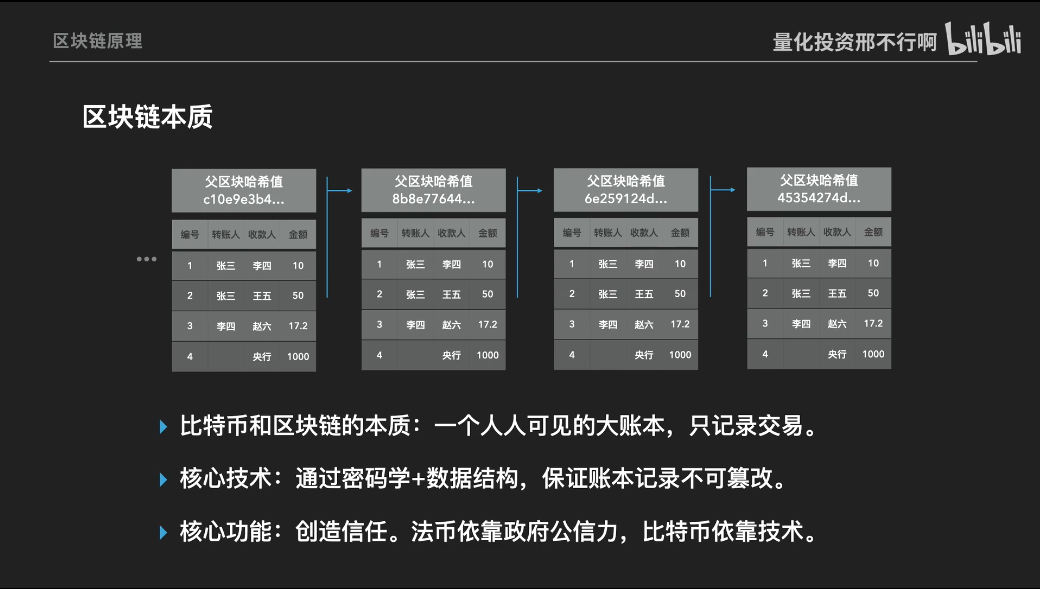 区块链原理
量化投资邢不行啊 bilibili
区块链本质
父区块哈希值
c10e9e3b4...
编号 转账人 收款人 金额
1 张三 李四 10
2 张三 王五 50
3 李四 赵六 17.2
4 央行 1000
父区块哈希值
8b8e77644...
编号 转账人 收款人 金额
1 张三 李四 10
2 张三 王五 50
3 李四 赵六 17.2
4 央行 1000
父区块哈希值
6e259124d...
编号 转账人 收款人 金额
1 张三 李四 10
2 张三 王五 50
3 李四 赵六 17.2
4 央行 1000
父区块哈希值
45354274d...
编号 转账人 收款人 金额
1 张三 李四 10
2 张三 王五 50
3 李四 赵六 17.2
4 央行 1000
比特币和区块链的本质：一个人人可见的大账本，只记录交易。
核心技术：通过密码学+数据结构，保证账本记录不可篡改。
核心功能：创造信任。法币依靠政府公信力，比特币依靠技术。